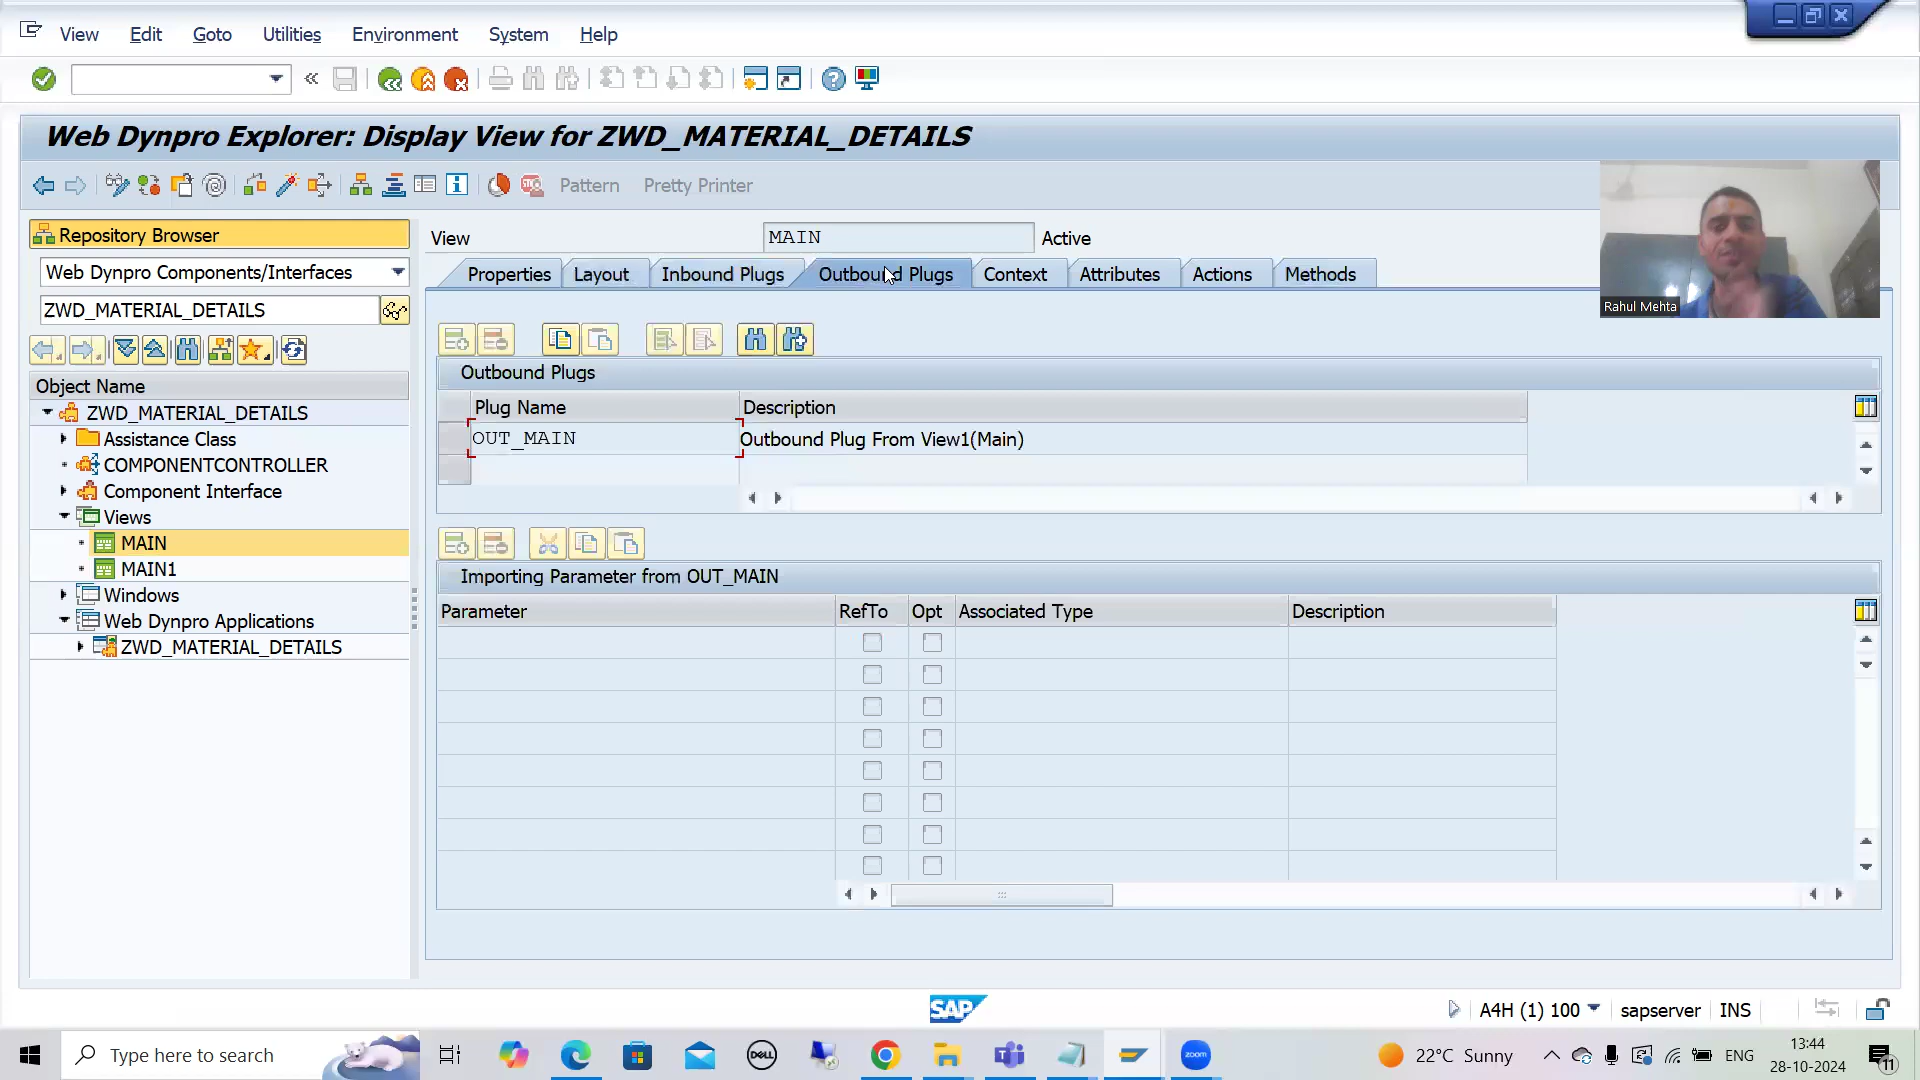 View Edit Goto Utilities Environment System Help
Web Dynpro Explorer: Display View for ZWD_MATERIAL_DETAILS
Pattern Pretty Printer
Repository Browser
Web Dynpro Components/Interfaces
ZWD_MATERIAL_DETAILS
Object Name
ZWD_MATERIAL_DETAILS
Assistance Class
COMPONENTCONTROLLER
Component Interface
Views
MAIN
MAIN1
Windows
Web Dynpro Applications
ZWD_MATERIAL_DETAILS
View MAIN Active
Properties Layout Inbound Plugs Outbound Plugs Context Attributes Actions Methods
Outbound Plugs
Plug Name Description
OUT_MAIN Outbound Plug From View1(Main)
Importing Parameter from OUT_MAIN
Parameter RefTo Opt Associated Type Description
Rahul Mehta
SAP
A4H (1) 100 sapserver INS
Type here to search
DELL
zoom
22°C Sunny
ENG
13:44
28-10-2024
11